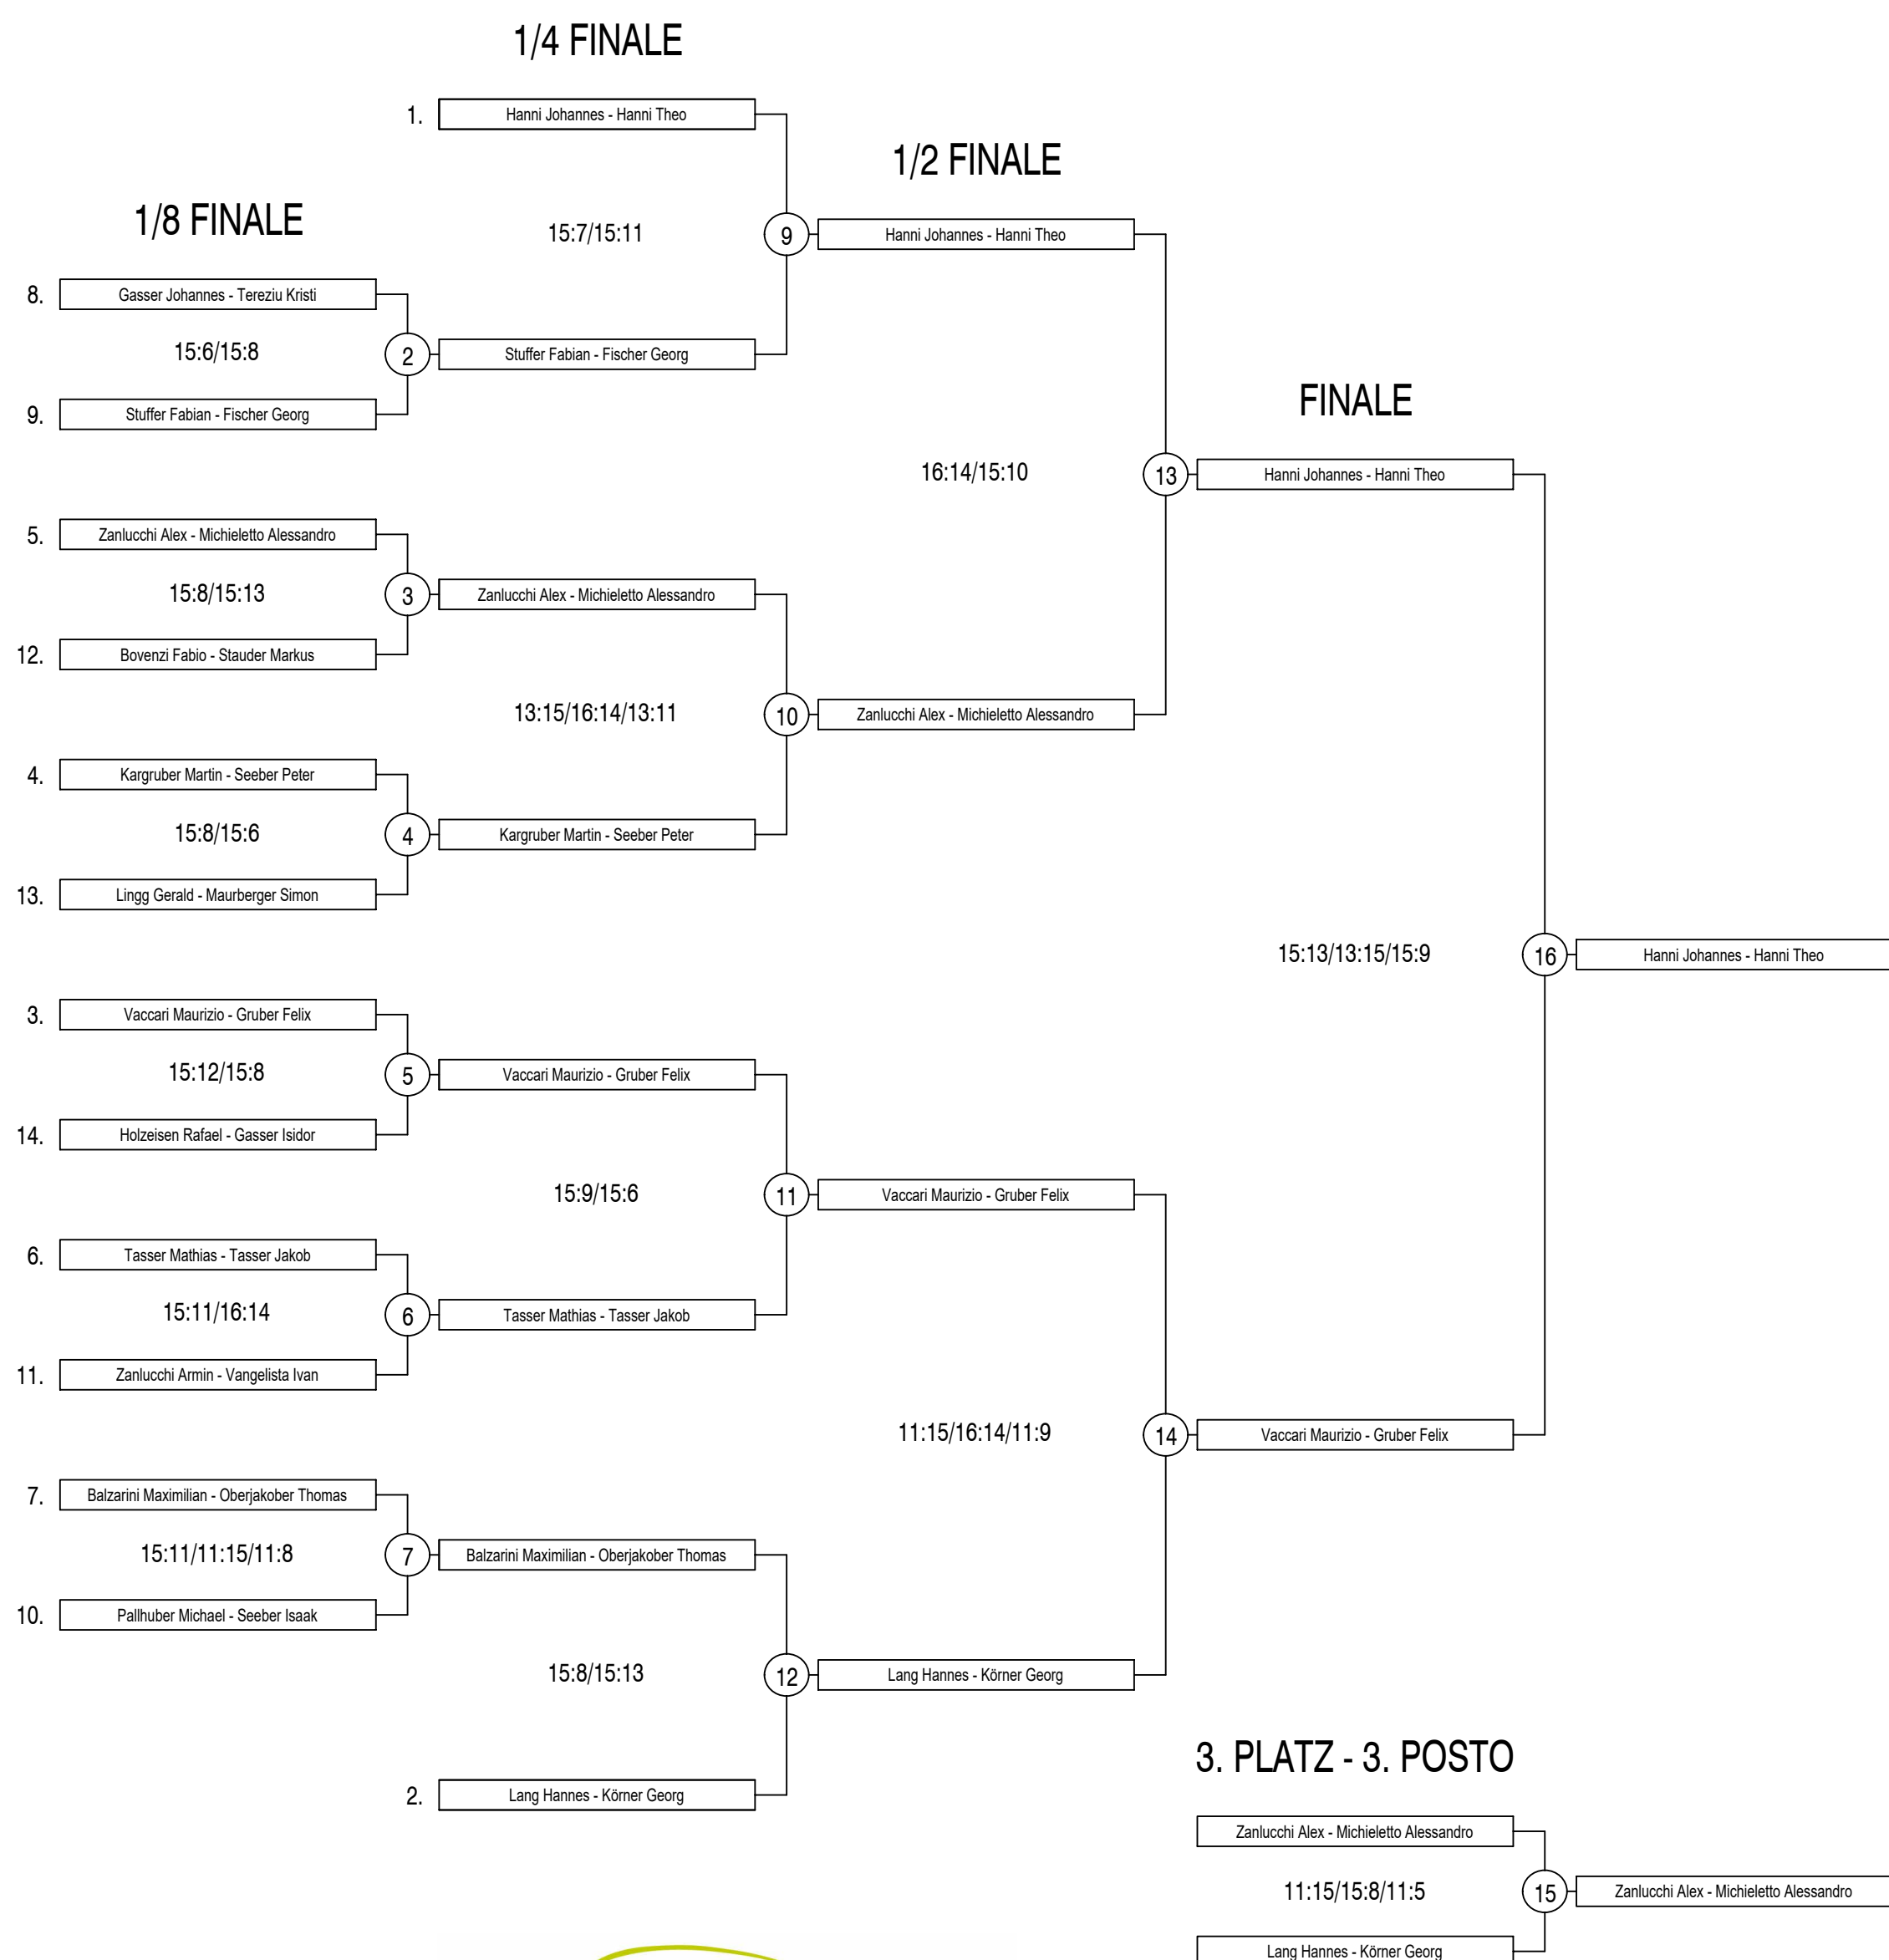 1/4 FINALE
1. Hanni Johannes - Hanni Theo
1/2 FINALE
1/8 FINALE
15:7/15:11
9 Hanni Johannes - Hanni Theo
8. Gasser Johannes - Tereziu Kristi
15:6/15:8
2 Stuffer Fabian - Fischer Georg
9. Stuffer Fabian - Fischer Georg
FINALE
16:14/15:10
13 Hanni Johannes - Hanni Theo
5. Zanlucchi Alex - Michieletto Alessandro
15:8/15:13
3 Zanlucchi Alex - Michieletto Alessandro
12. Bovenzi Fabio - Stauder Markus
13:15/16:14/13:11
10 Zanlucchi Alex - Michieletto Alessandro
4. Kargruber Martin - Seeber Peter
15:8/15:6
4 Kargruber Martin - Seeber Peter
13. Lingg Gerald - Maurberger Simon
15:13/13:15/15:9
16 Hanni Johannes - Hanni Theo
3. Vaccari Maurizio - Gruber Felix
15:12/15:8
5 Vaccari Maurizio - Gruber Felix
14. Holzeisen Rafael - Gasser Isidor
15:9/15:6
11 Vaccari Maurizio - Gruber Felix
6. Tasser Mathias - Tasser Jakob
15:11/16:14
6 Tasser Mathias - Tasser Jakob
11. Zanlucchi Armin - Vangelista Ivan
11:15/16:14/11:9
14 Vaccari Maurizio - Gruber Felix
7. Balzarini Maximilian - Oberjakober Thomas
15:11/11:15/11:8
7 Balzarini Maximilian - Oberjakober Thomas
10. Pallhuber Michael - Seeber Isaak
15:8/15:13
12 Lang Hannes - Körner Georg
3. PLATZ - 3. POSTO
2. Lang Hannes - Körner Georg
Zanlucchi Alex - Michieletto Alessandro
11:15/15:8/11:5
15 Zanlucchi Alex - Michieletto Alessandro
Lang Hannes - Körner Georg